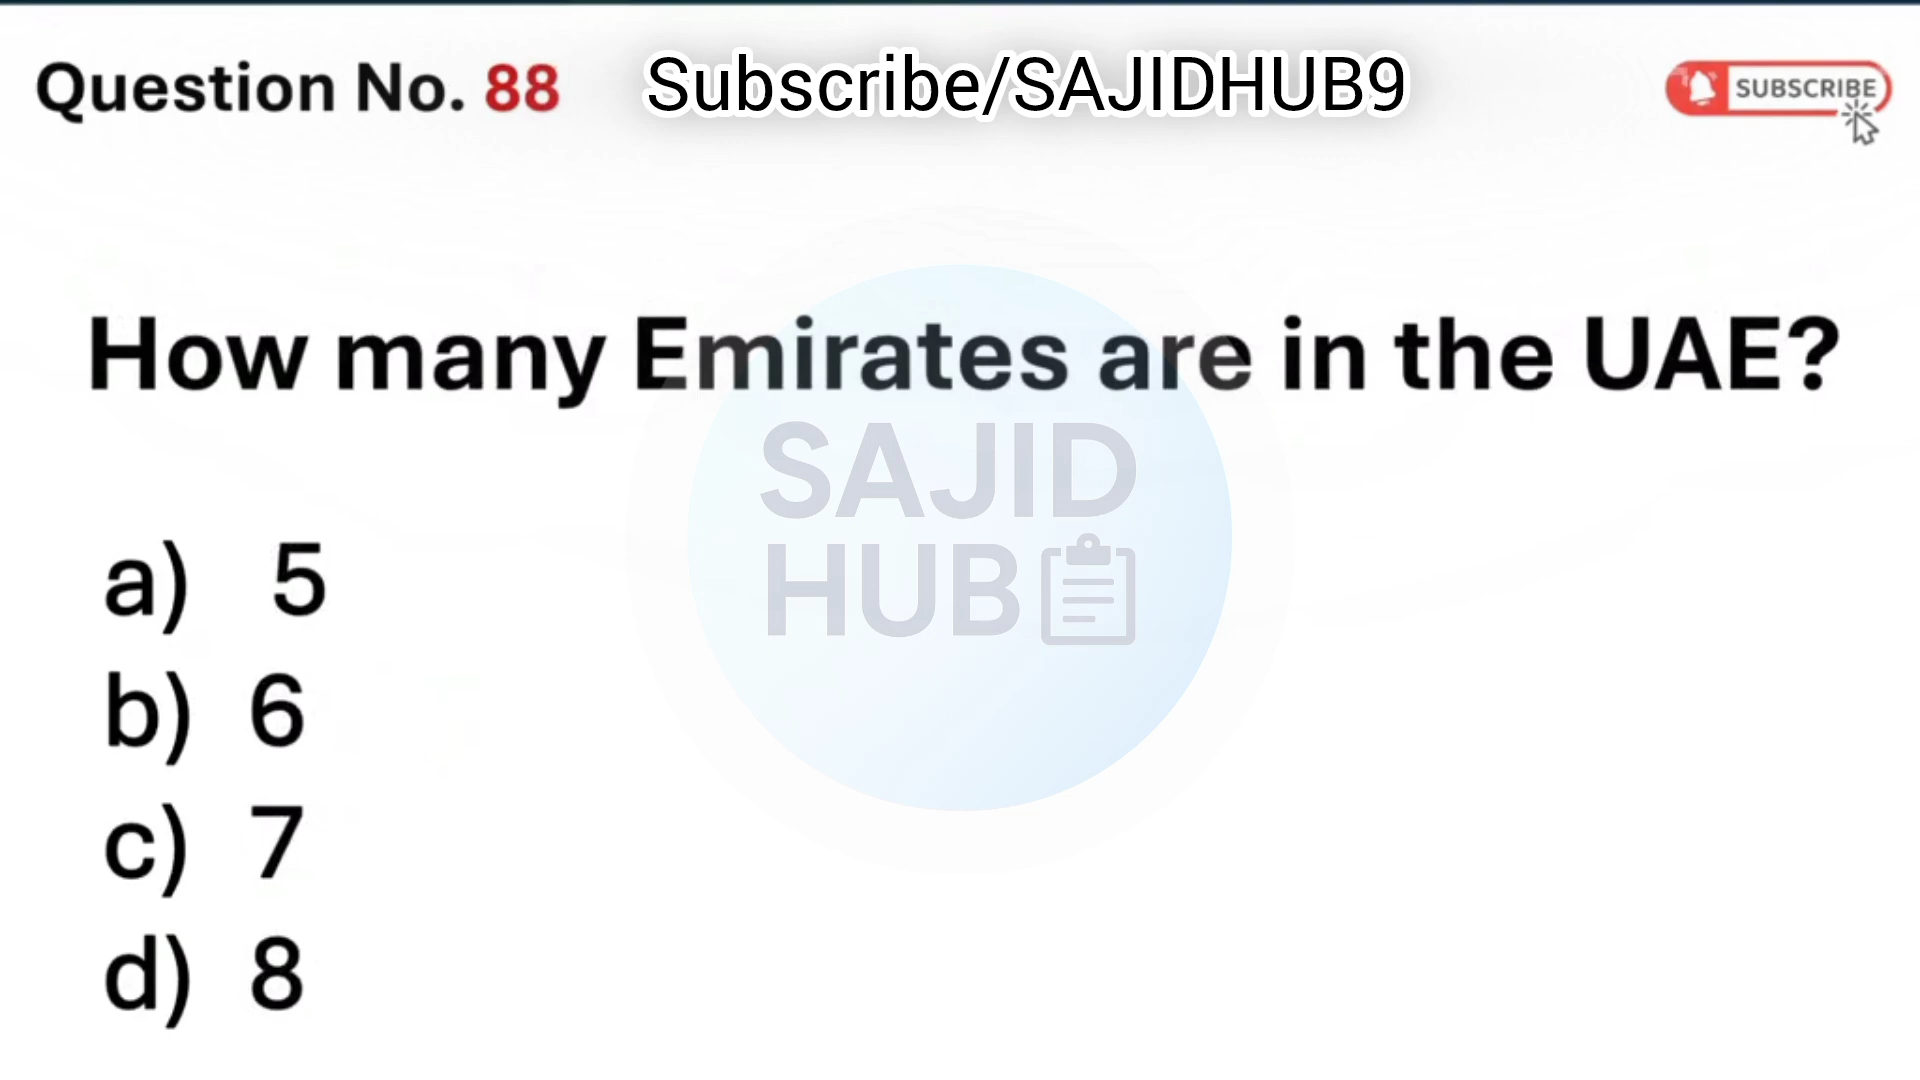 Question No. 88 Subscribe/SAJIDHUB9 SUBSCRIBE
How many Emirates are in the UAE?
SAJID
HUB
a) 5
b) 6
c) 7
d) 8